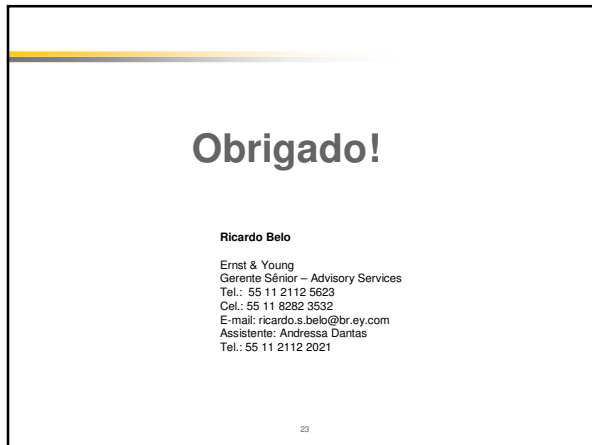 Obrigado!
Ricardo Belo
Ernst & Young
Gerente Sênior – Advisory Services
Tel.: 55 11 2112 5623
Cel.: 55 11 8282 3532
E-mail: ricardo.s.belo@br.ey.com
Assistente: Andressa Dantas
Tel.: 55 11 2112 2021
23